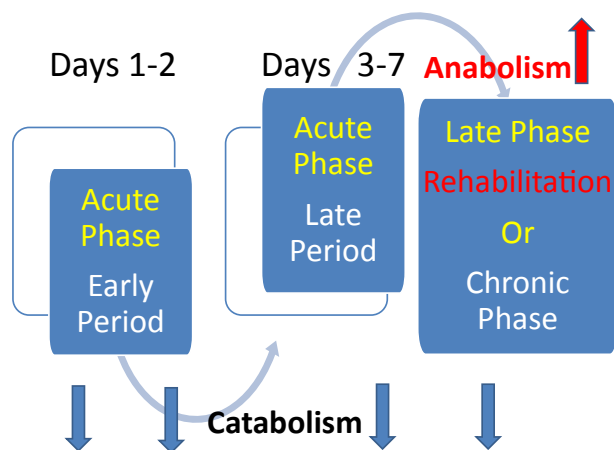 Days 1-2
Days 3-7
Anabolism
Acute
Phase
Early
Period
Acute
Phase
Late
Period
Late Phase
Rehabilitation
Or
Chronic
Phase
Catabolism